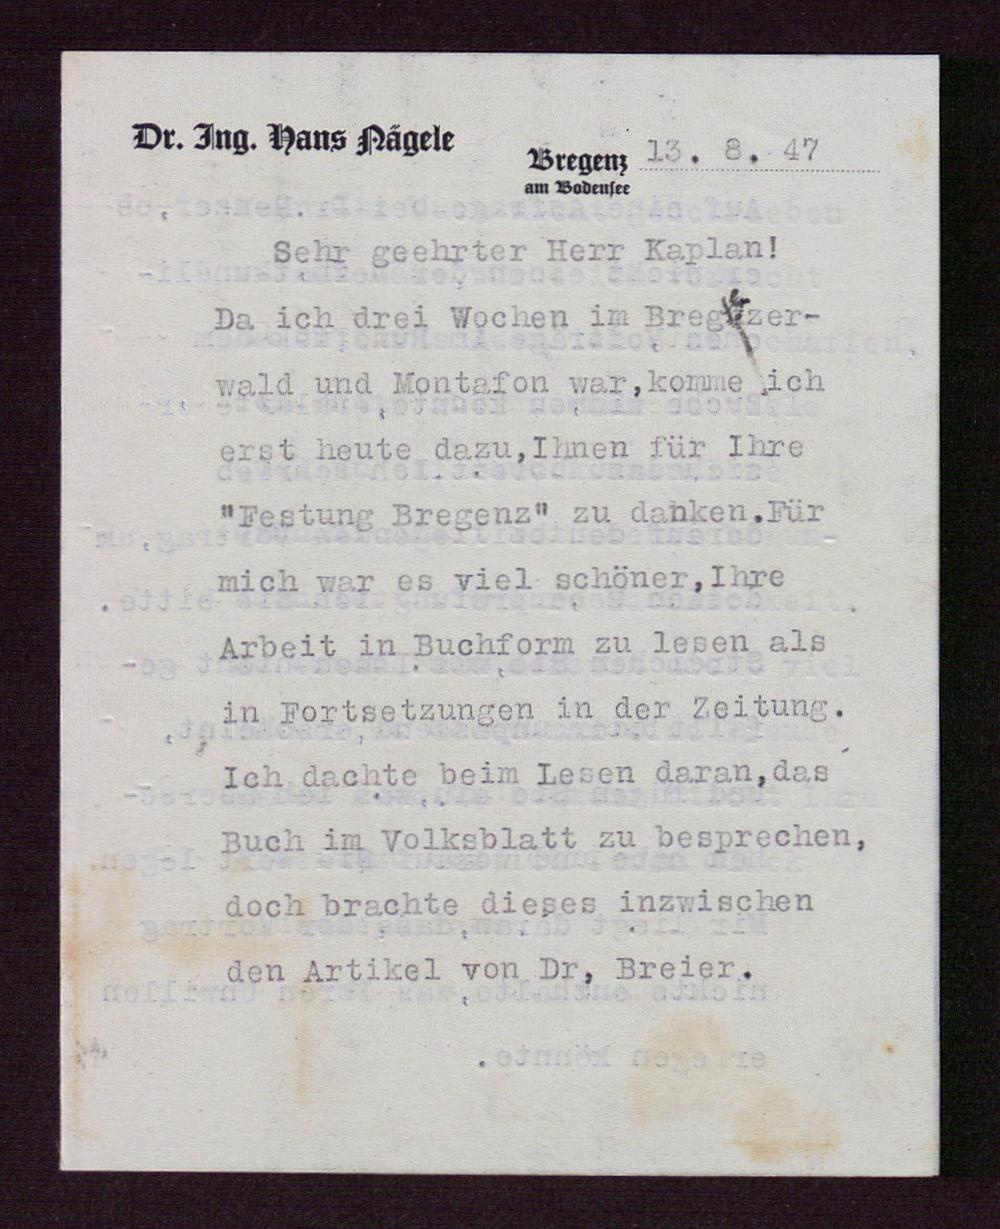 Dr. Ing. Hans Nägele
Bregenz 13. 8. 47
am Bodensee
Sehr geehrter Herr Kaplan!
Da ich drei Wochen im Bregezer-
wald und Montafon war,komme ich
erst heute dazu,Ihnen für Ihre
"Festung Bregenz" zu danken.Für
mich war es viel schöner,Ihre
Arbeit in Buchform zu lesen als
in Fortsetzungen in der Zeitung.
Ich dachte beim Lesen daran,das
Buch im Volksblatt zu besprechen,
doch brachte dieses inzwischen
den Artikel von Dr, Breier.